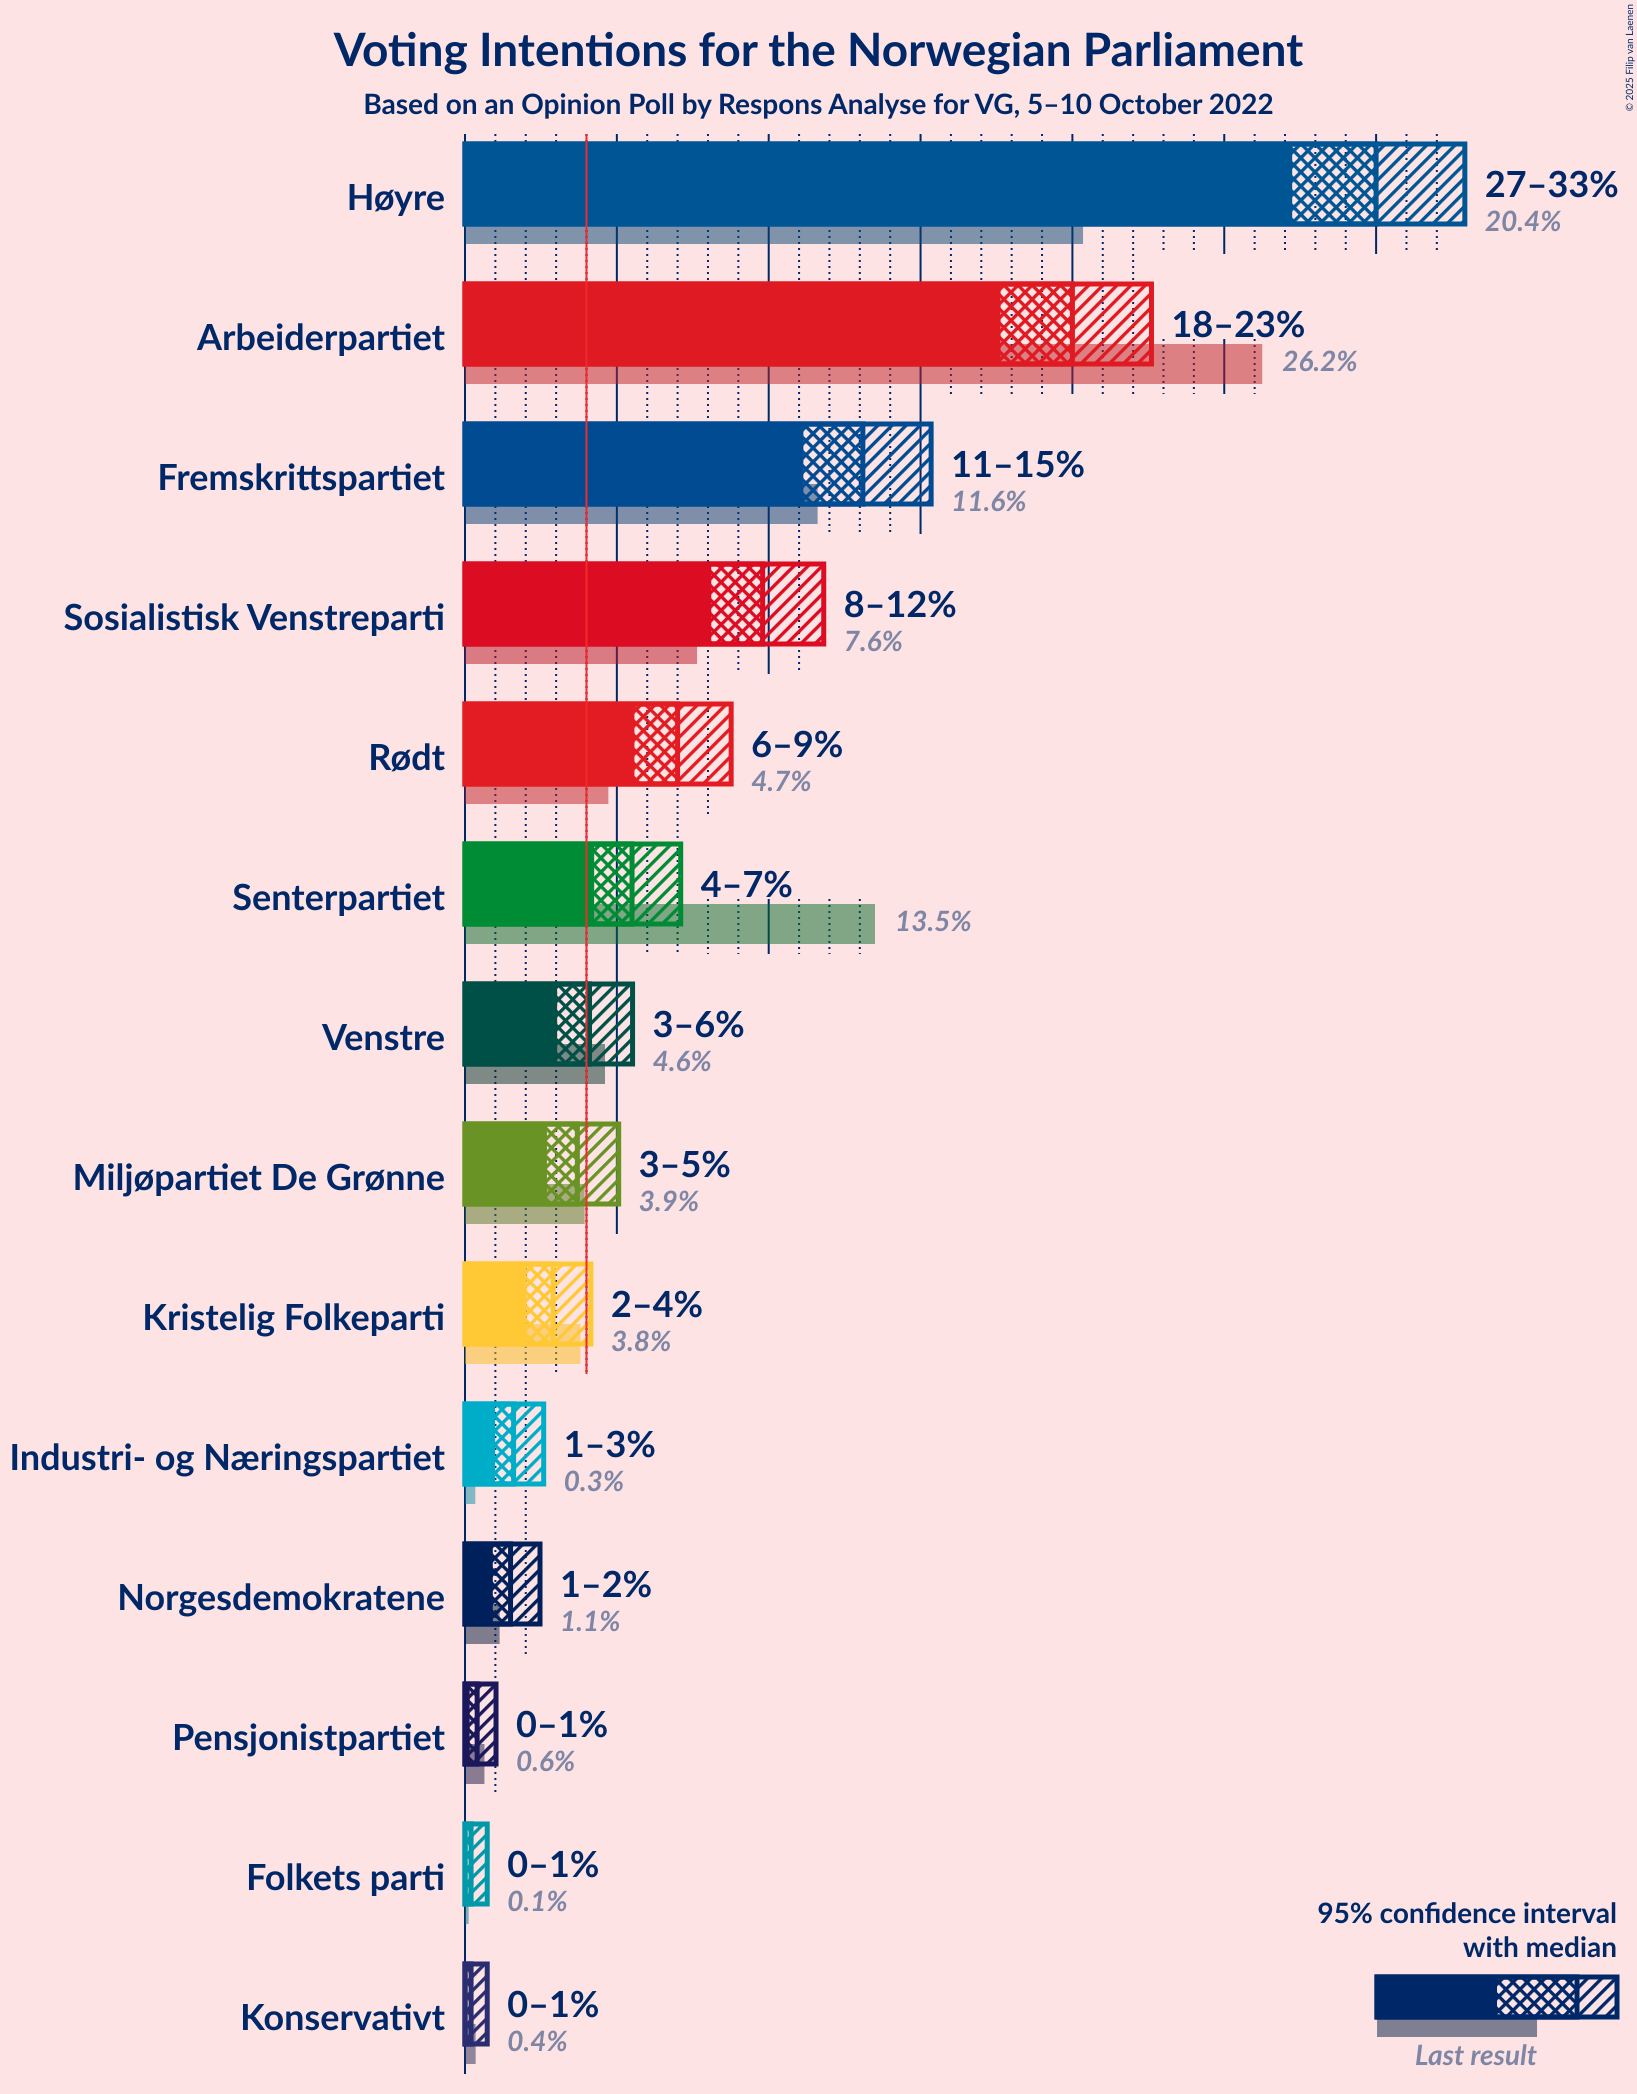 © 2025 Filip van Laenen
Voting Intentions for the Norwegian Parliament
Based on an Opinion Poll by Respons Analyse for VG, 5–10 October 2022
Høyre
27–33%
20.4%
Arbeiderpartiet
18–23%
26.2%
Fremskrittspartiet
11–15%
11.6%
Sosialistisk Venstreparti
8–12%
7.6%
Rødt
6–9%
4.7%
Senterpartiet
4–7%
13.5%
Venstre
3–6%
4.6%
Miljøpartiet De Grønne
3–5%
3.9%
Kristelig Folkeparti
2–4%
3.8%
Industri- og Næringspartiet
1–3%
0.3%
Norgesdemokratene
1–2%
1.1%
Pensjonistpartiet
0–1%
0.6%
Folkets parti
0–1%
0.1%
Konservativt
0–1%
0.4%
95% confidence interval
with median
Last result